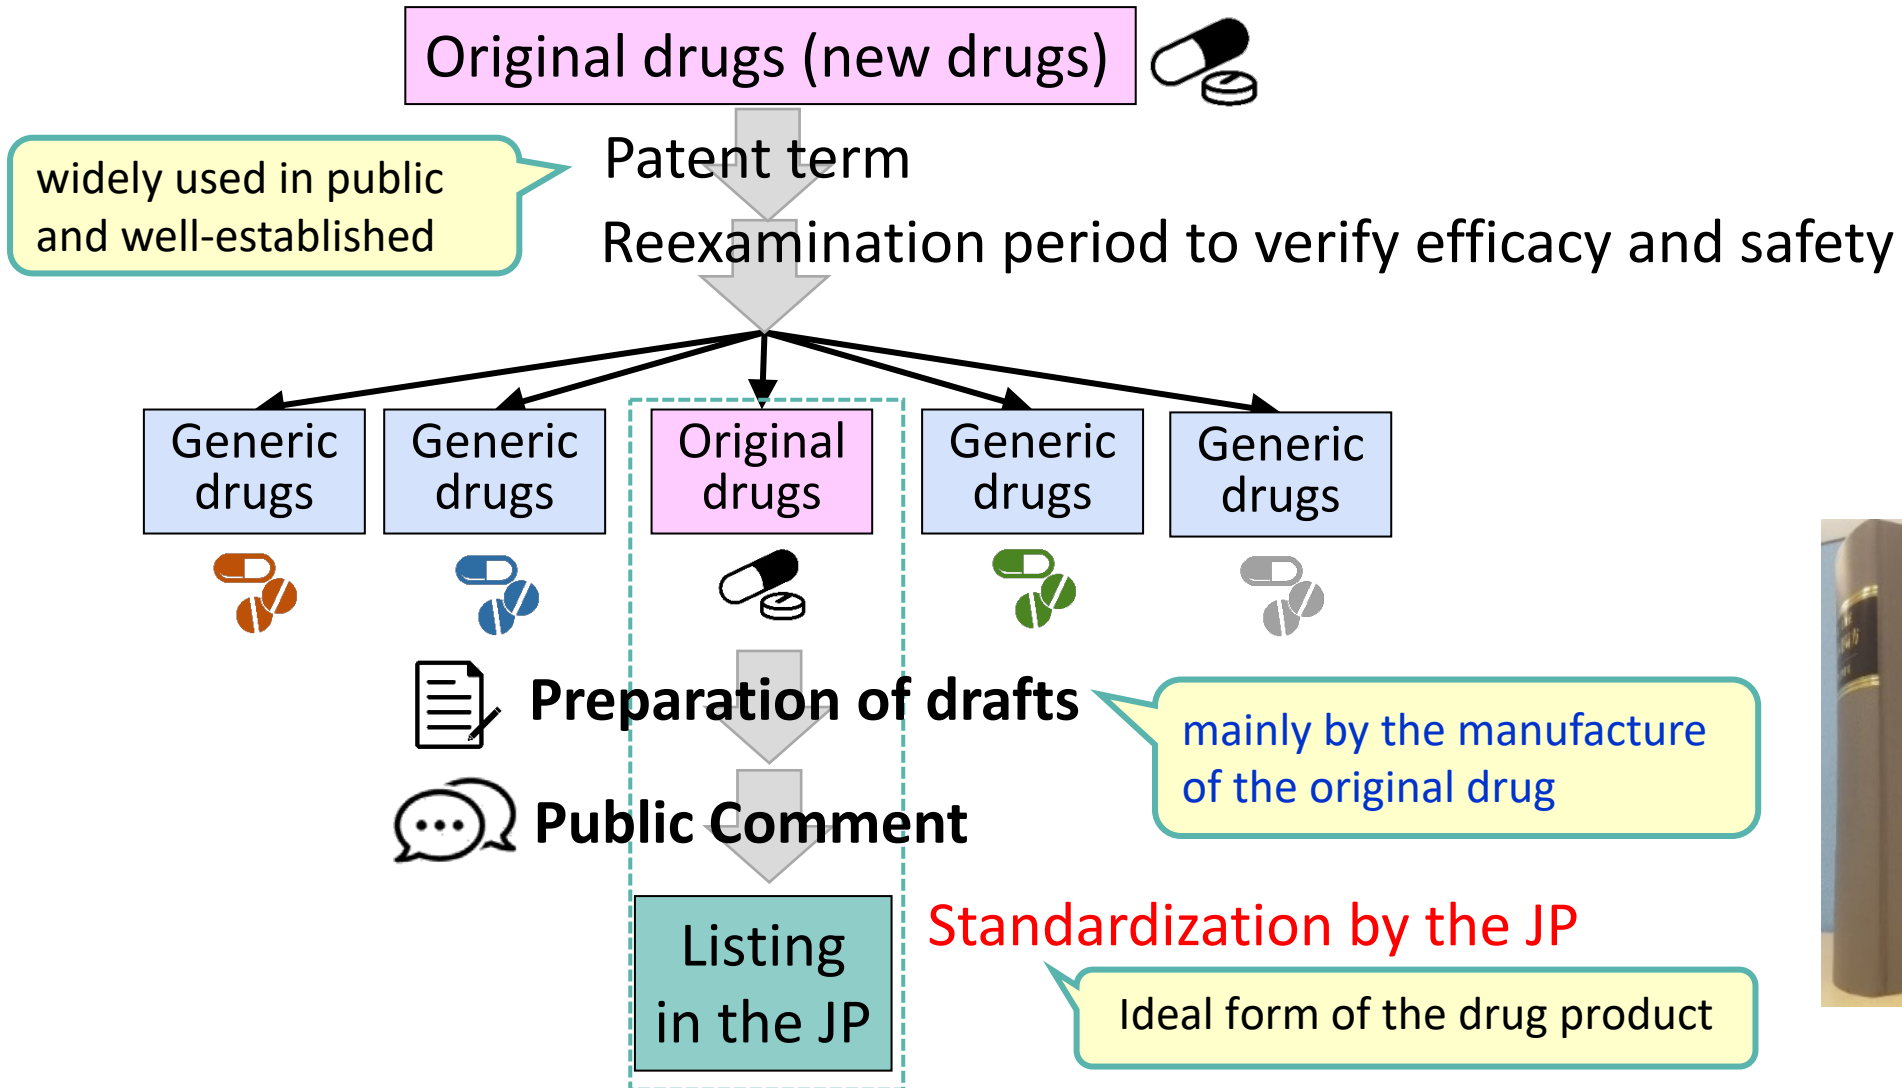 Original drugs (new drugs)
widely used in public
and well-established
Patent term
Reexamination period to verify efficacy and safety
Generic
drugs
Generic
drugs
Original
drugs
Generic
drugs
Generic
drugs
Preparation of drafts
mainly by the manufacture
of the original drug
Public Comment
Listing
in the JP
Standardization by the JP
Ideal form of the drug product